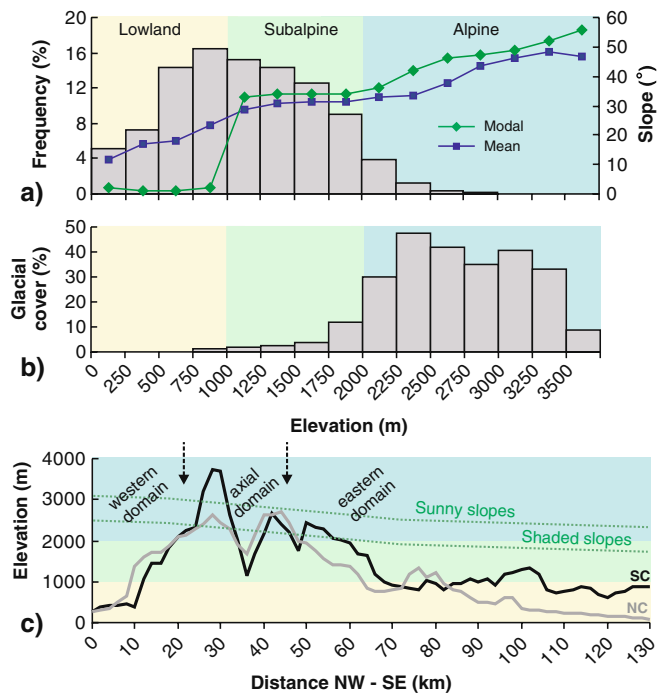 Lowland Subalpine Alpine
Frequency (%)
20
16
12
8
4
0
Slope (°)
60
50
40
30
20
10
0
Modal
Mean
a)
Glacial
cover (%)
50
40
30
20
10
0
b)
0 250 500 750 1000 1250 1500 1750 2000 2250 2500 2750 3000 3250 3500
Elevation (m)
Elevation (m)
4000
3000
2000
1000
0
western
domain
axial
domain
eastern
domain
Sunny slopes
Shaded slopes
SC
NC
c)
0 10 20 30 40 50 60 70 80 90 100 110 120 130
Distance NW - SE (km)